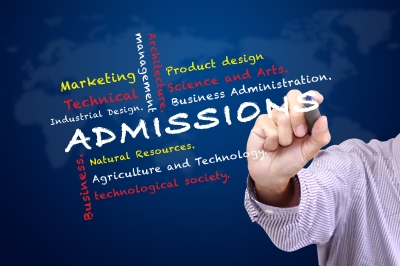 Architecture.
management
Product design
Marketing
Science and Arts.
Technical
Business Administration.
Industrial Design.
ADMISSIONS
Natural Resources.
Agriculture and Technology.
technological society.
Business.